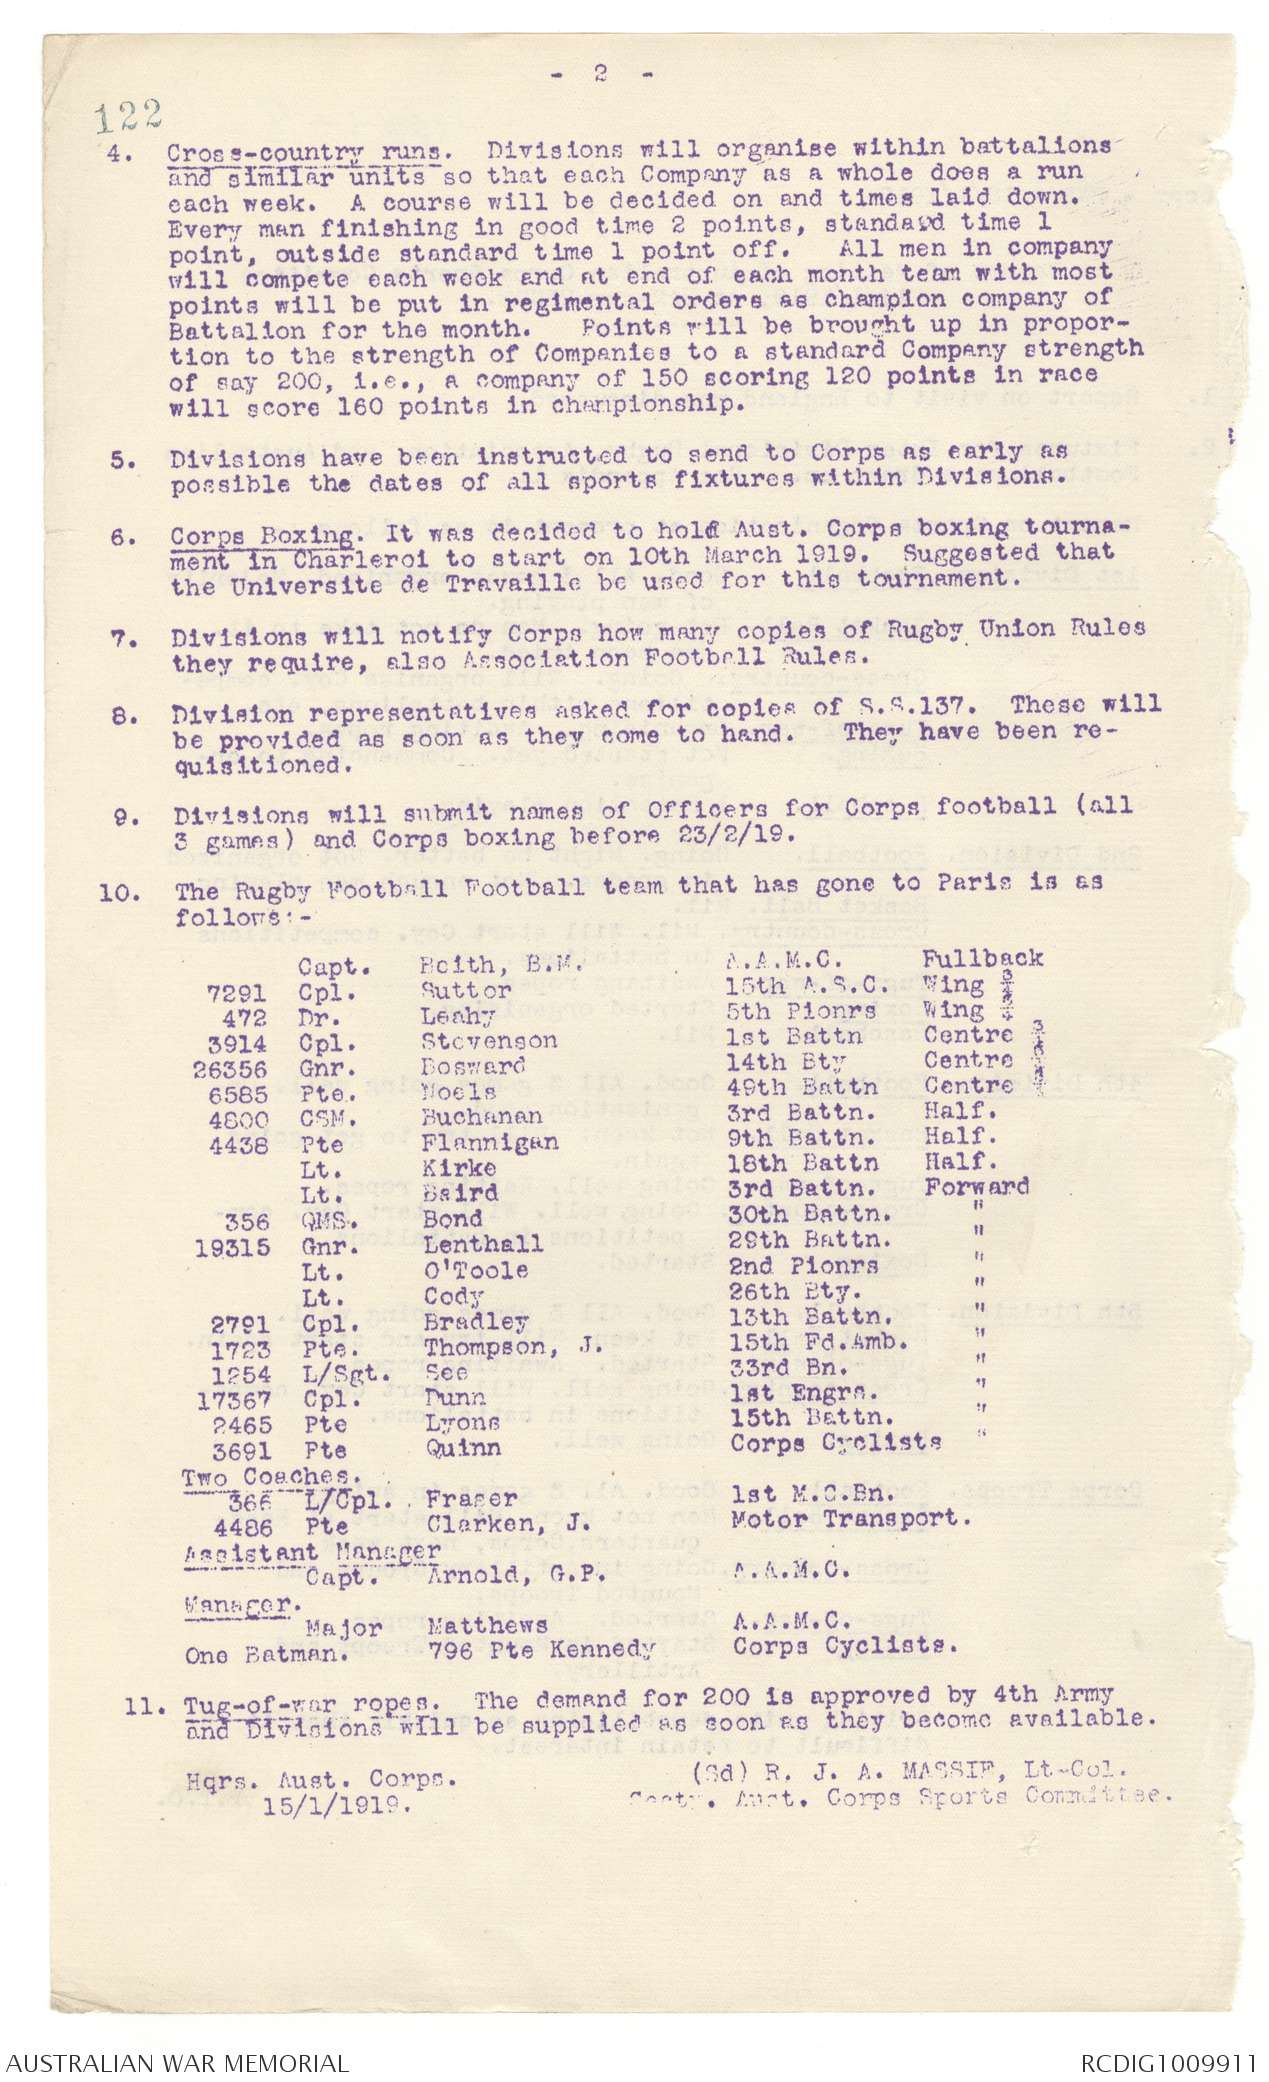 - 2 -
122
4. Cross-country runs. Divisions will organise within battalions
and similar units so that each Company as a whole does a run
each week. A course will be decided on and times laid down.
Every man finishing in good time 2 points, standard time 1
point, outside standard time 1 point off. All men in company
will compete each week and at end of each month team with most
points will be put in regimental orders as champion company of
Battalion for the month. Points will be brought up in propor-
tion to the strength of Companies to a standard Company strength
of say 200, i.e., a company of 150 scoring 120 points in race
will score 160 points in championship.
5. Divisions have been instructed to send to Corps as early as
possible the dates of all sports fixtures within Divisions.
6. Corps Boxing. It was decided to hold Aust. Corps boxing tourna-
ment in Charleroi to start on 10th March 1919. Suggested that
the Universite de Travaille be used for this tournament.
7. Divisions will notify Corps how many copies of Rugby Union Rules
they require, also Association Football Rules.
8. Division representatives asked for copies of S.S.137. These will
be provided as soon as they come to hand. They have been re-
quisitioned.
9. Divisions will submit names of Officers for Corps football (all
3 games) and Corps boxing before 23/2/19.
10. The Rugby Football Football team that has gone to Paris is as
follows:-
Capt. Beith, B.M. A.A.M.C. Fullback
7291 Cpl. Suttor 15th A.S.C. Wing ¾
472 Dr. Leahy 5th Pionrs Wing ¾
3914 Cpl. Stevenson 1st Battn Centre ¾
26356 Gnr. Bosward 14th Bty Centre ¾
6585 Pte. Noels 49th Battn Centre ¾
4800 CSM. Buchanan 3rd Battn. Half.
4438 Pte Flannigan 9th Battn. Half.
Lt. Kirke 18th Battn Half.
Lt. Baird 3rd Battn. Forward
356 QMS. Bond 30th Battn. "
19315 Gnr. Lenthall 29th Battn. "
Lt. O'Toole 2nd Pionrs "
Lt. Cody 26th Bty. "
2791 Cpl. Bradley 13th Battn. "
1723 Pte. Thompson, J. 15th Fd.Amb. "
1254 L/Sgt. See 33rd Bn. "
17367 Cpl. Dunn 1st Engrs. "
2465 Pte Lyons 15th Battn. "
3691 Pte Quinn Corps Cyclists "
Two Coaches.
366 L/Cpl. Fraser 1st M.G.Bn.
4486 Pte Clarken, J. Motor Transport.
Assistant Manager
Capt. Arnold, G.P. A.A.M.C.
Manager.
Major Matthews A.A.M.C.
One Batman. 796 Pte Kennedy Corps Cyclists.
11. Tug-of-war ropes. The demand for 200 is approved by 4th Army
and Divisions will be supplied as soon as they become available.
Hqrs. Aust. Corps. (Sd) R. J. A. MASSIE, Lt-Col.
15/1/1919. Secty. Aust. Corps Sports Committee.
AUSTRALIAN WAR MEMORIAL RCDIG1009911